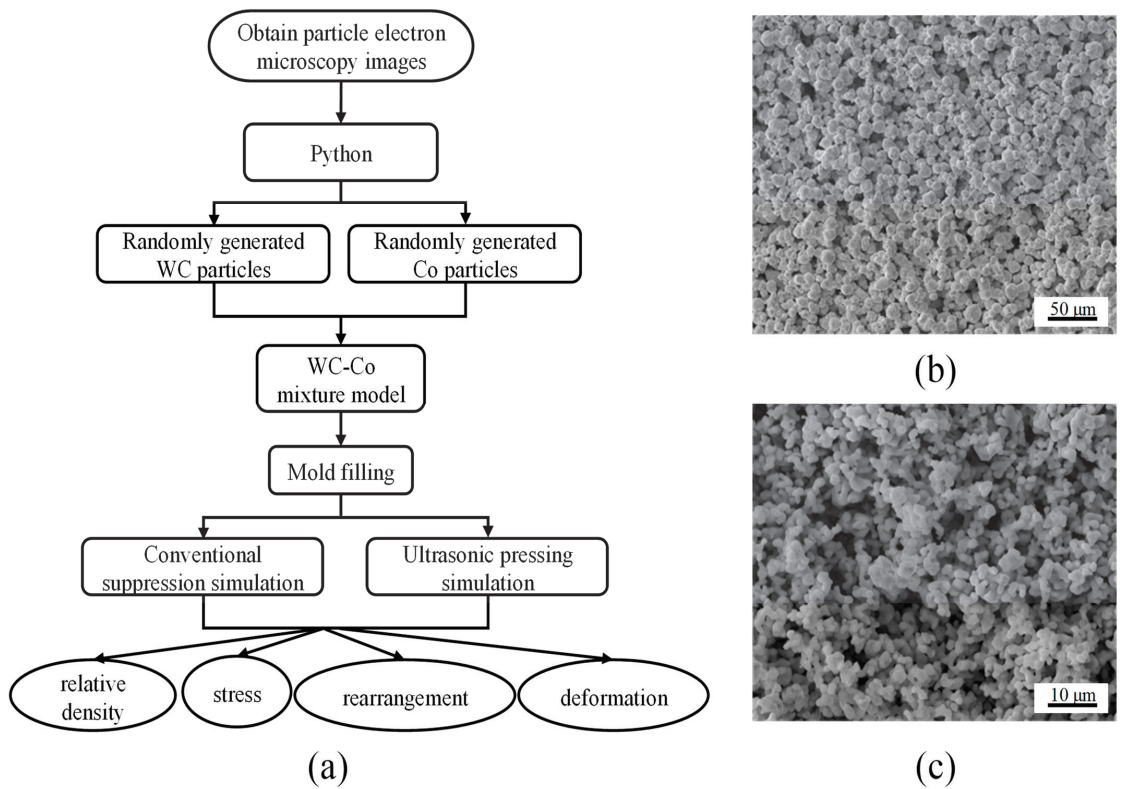 Obtain particle electron
microscopy images
Python
Randomly generated
WC particles
Randomly generated
Co particles
WC-Co
mixture model
Mold filling
Conventional
suppression simulation
Ultrasonic pressing
simulation
relative
density
stress
rearrangement
deformation
(a)
50 μm
(b)
10 μm
(c)